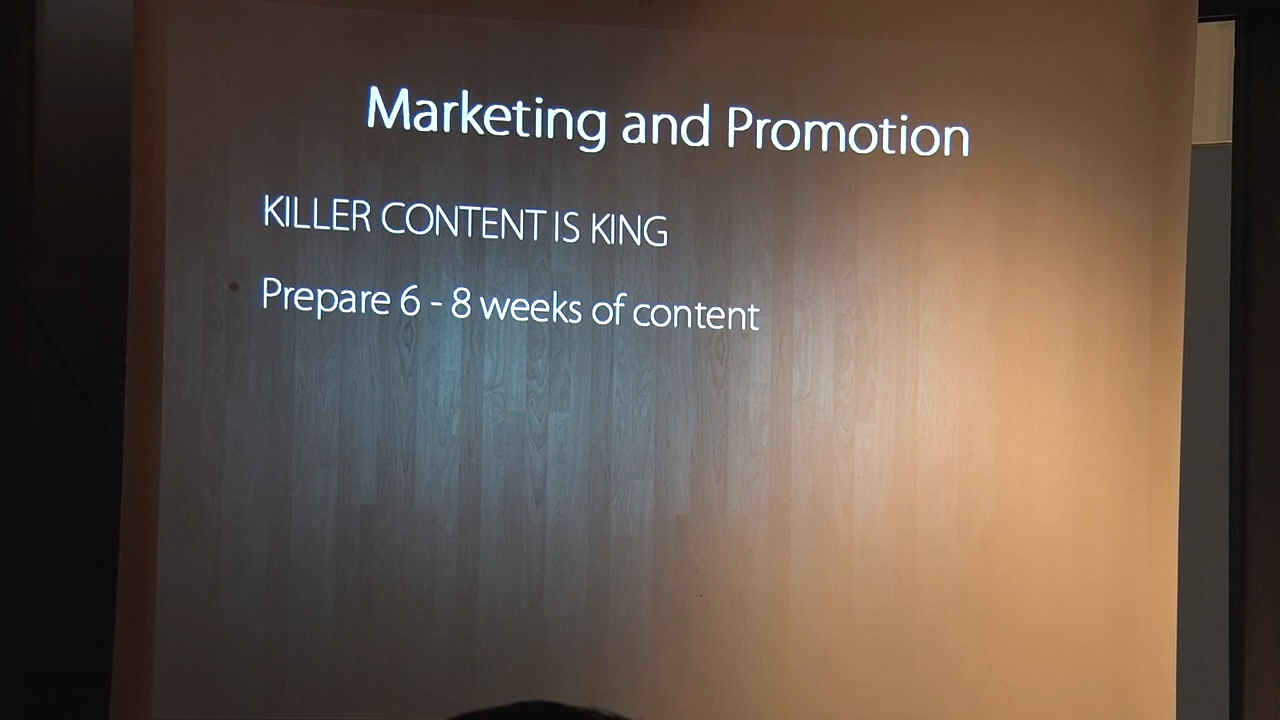 Marketing and Promotion
KILLER CONTENT IS KING
Prepare 6 - 8 weeks of content